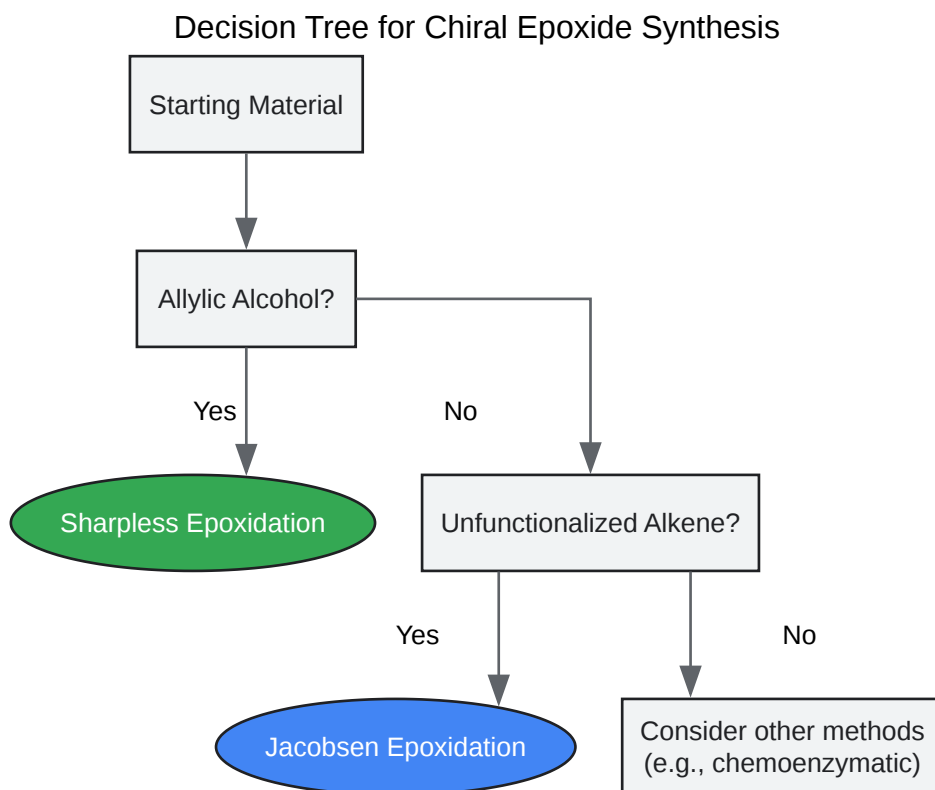 Decision Tree for Chiral Epoxide Synthesis
Starting Material
Allylic Alcohol?
Yes
No
Sharpless Epoxidation
Unfunctionalized Alkene?
Yes
No
Jacobsen Epoxidation
Consider other methods
(e.g., chemoenzymatic)